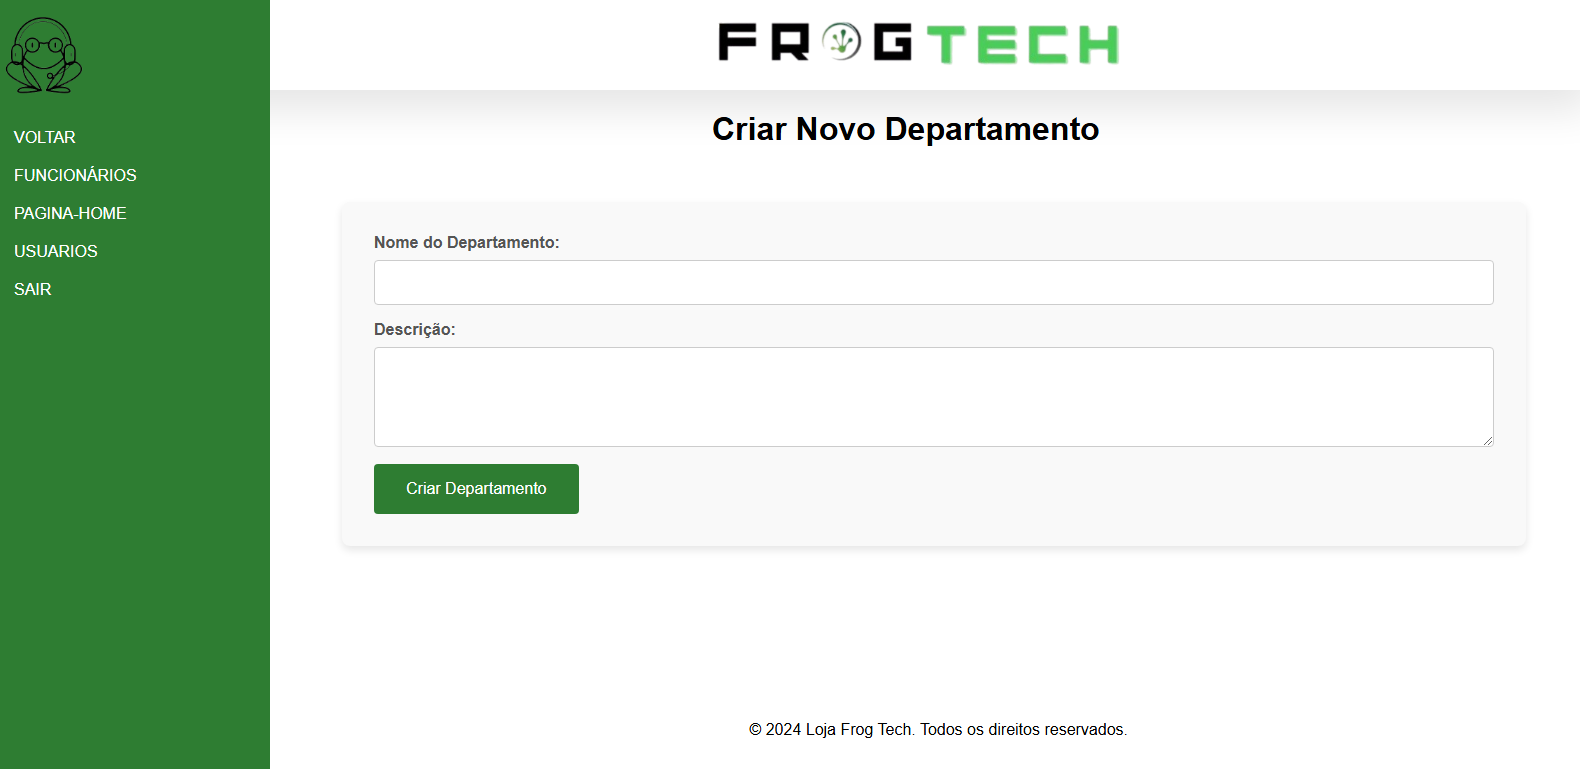 FROGTECH
VOLTAR
FUNCIONÁRIOS
PAGINA-HOME
USUARIOS
SAIR
Criar Novo Departamento
Nome do Departamento:
Descrição:
Criar Departamento
© 2024 Loja Frog Tech. Todos os direitos reservados.